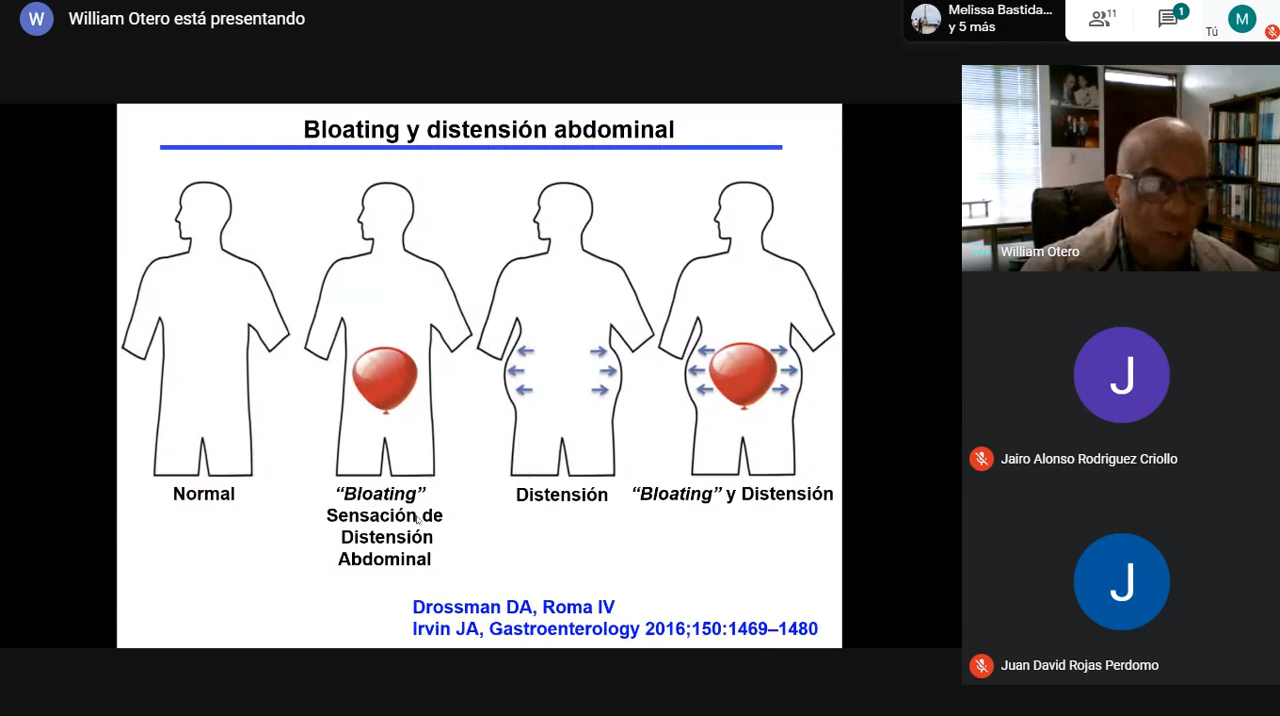 W
William Otero está presentando
Melissa Bastida...
y 5 más
11
1
Tú
M
Bloating y distensión abdominal
Normal
“Bloating”
Sensación de
Distensión
Abdominal
Distensión
“Bloating” y Distensión
Drossman DA, Roma IV
Irvin JA, Gastroenterology 2016;150:1469–1480
William Otero
J
Jairo Alonso Rodriguez Criollo
J
Juan David Rojas Perdomo